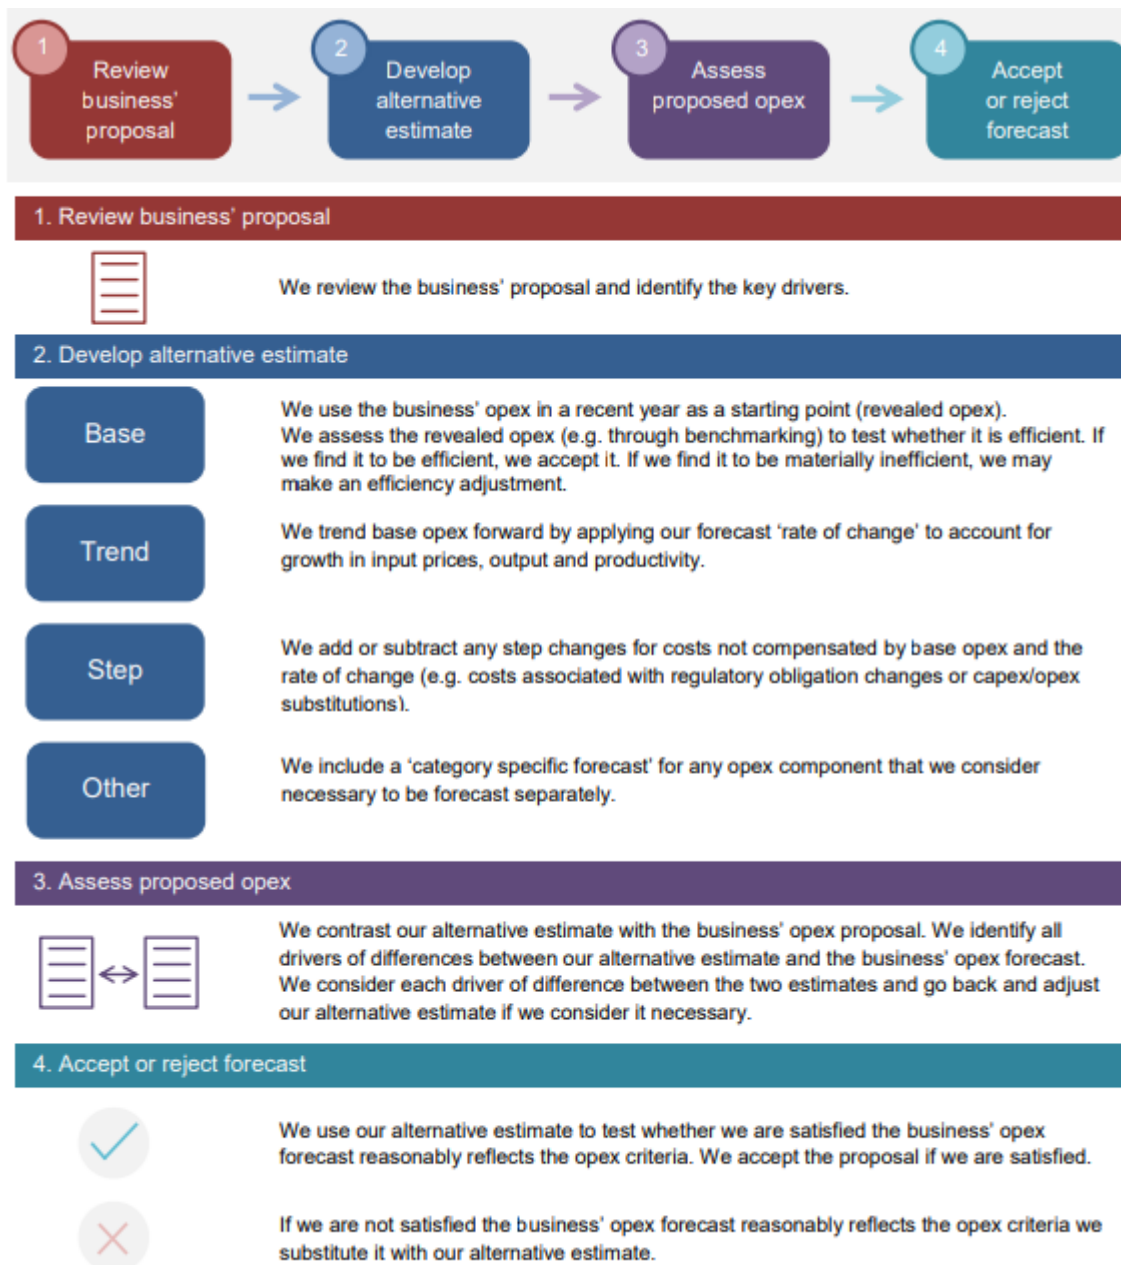 1
Review
business'
proposal
2
Develop
alternative
estimate
3
Assess
proposed opex
4
Accept
or reject
forecast
1. Review business' proposal
We review the business' proposal and identify the key drivers.
2. Develop alternative estimate
Base
We use the business' opex in a recent year as a starting point (revealed opex).
We assess the revealed opex (e.g. through benchmarking) to test whether it is efficient. If
we find it to be efficient, we accept it. If we find it to be materially inefficient, we may
make an efficiency adjustment.
Trend
We trend base opex forward by applying our forecast 'rate of change' to account for
growth in input prices, output and productivity.
Step
We add or subtract any step changes for costs not compensated by base opex and the
rate of change (e.g. costs associated with regulatory obligation changes or capex/opex
substitutions).
Other
We include a 'category specific forecast' for any opex component that we consider
necessary to be forecast separately.
3. Assess proposed opex
We contrast our alternative estimate with the business' opex proposal. We identify all
drivers of differences between our alternative estimate and the business' opex forecast.
We consider each driver of difference between the two estimates and go back and adjust
our alternative estimate if we consider it necessary.
4. Accept or reject forecast
We use our alternative estimate to test whether we are satisfied the business' opex
forecast reasonably reflects the opex criteria. We accept the proposal if we are satisfied.
If we are not satisfied the business' opex forecast reasonably reflects the opex criteria we
substitute it with our alternative estimate.